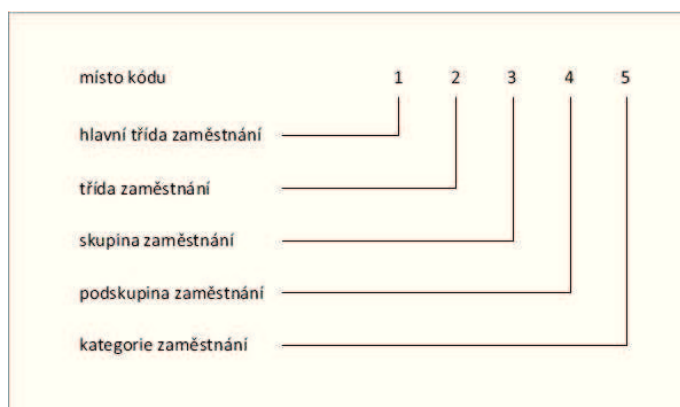 místo kódu 1 2 3 4 5
hlavní třída zaměstnání
třída zaměstnání
skupina zaměstnání
podskupina zaměstnání
kategorie zaměstnání